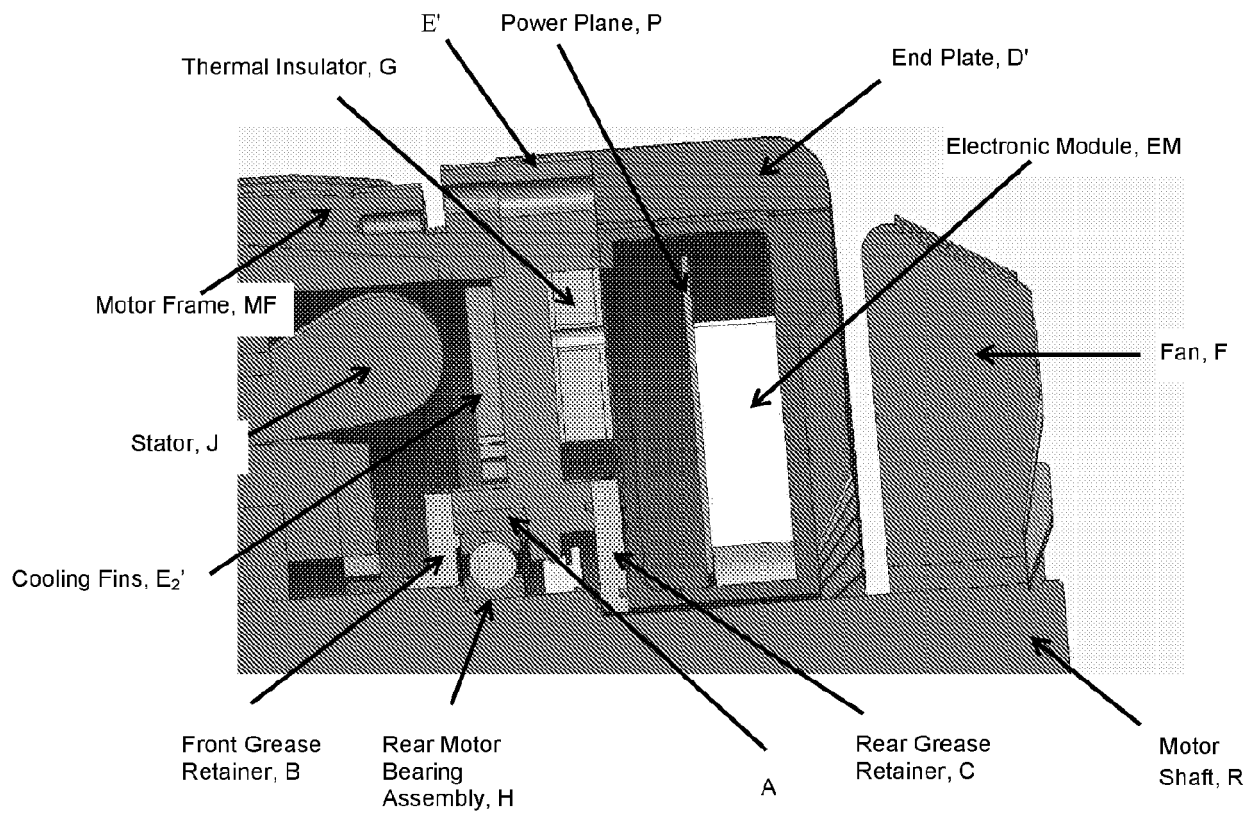 E'
Power Plane, P
Thermal Insulator, G
End Plate, D'
Electronic Module, EM
Motor Frame, MF
Fan, F
Stator, J
Cooling Fins, E₂'
Front Grease
Retainer, B
Rear Motor
Bearing
Assembly, H
A
Rear Grease
Retainer, C
Motor
Shaft, R